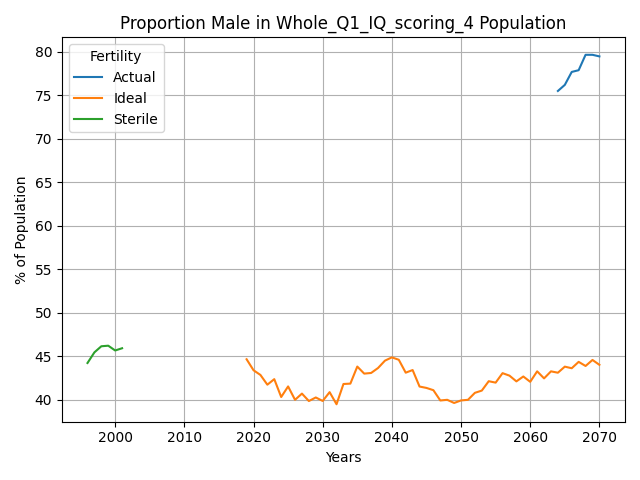 Proportion Male in Whole_Q1_IQ_scoring_4 Population
Fertility
Actual
Ideal
Sterile
% of Population
80
75
70
65
60
55
50
45
40
2000
2010
2020
2030
2040
2050
2060
2070
Years